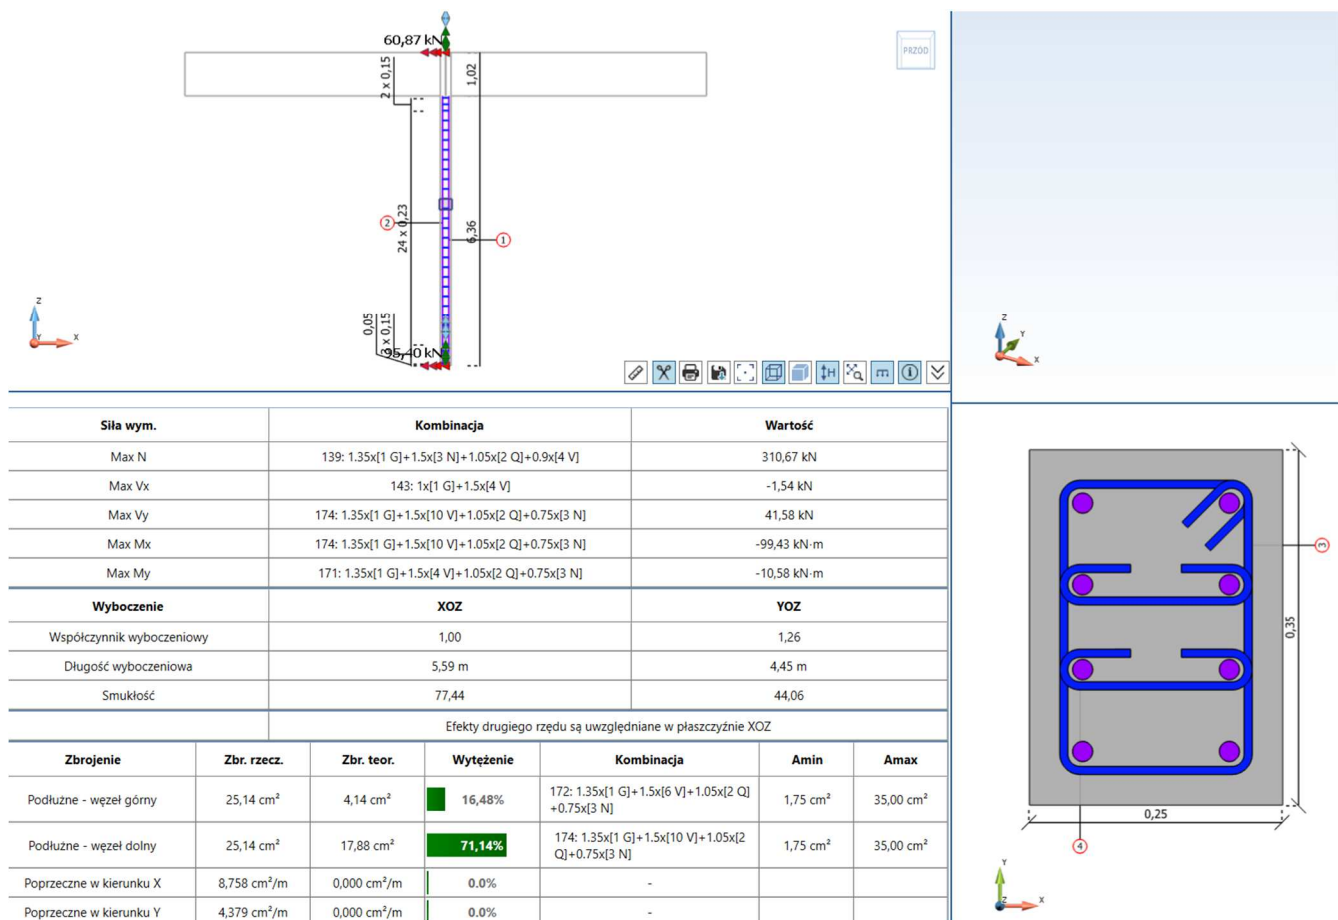 60,87 kN
2 x 0,15
1,02
PRZÓD
24 x 0,23
6,36
2
1
0,05
3 x 0,15
95,40 kN
Z
Y
X
Z
Y
X
H
Siła wym. Kombinacja Wartość
Max N 139: 1.35x[1 G]+1.5x[3 N]+1.05x[2 Q]+0.9x[4 V] 310,67 kN
Max Vx 143: 1x[1 G]+1.5x[4 V] -1,54 kN
Max Vy 174: 1.35x[1 G]+1.5x[10 V]+1.05x[2 Q]+0.75x[3 N] 41,58 kN
Max Mx 174: 1.35x[1 G]+1.5x[10 V]+1.05x[2 Q]+0.75x[3 N] -99,43 kN·m
Max My 171: 1.35x[1 G]+1.5x[4 V]+1.05x[2 Q]+0.75x[3 N] -10,58 kN·m
Wyboczenie XOZ YOZ
Współczynnik wyboczeniowy 1,00 1,26
Długość wyboczeniowa 5,59 m 4,45 m
Smukłość 77,44 44,06
Efekty drugiego rzędu są uwzględniane w płaszczyźnie XOZ
Zbrojenie Zbr. rzecz. Zbr. teor. Wytężenie Kombinacja Amin Amax
Podłużne - węzeł górny 25,14 cm² 4,14 cm² 16,48% 172: 1.35x[1 G]+1.5x[6 V]+1.05x[2 Q]
+0.75x[3 N] 1,75 cm² 35,00 cm²
Podłużne - węzeł dolny 25,14 cm² 17,88 cm² 71,14% 174: 1.35x[1 G]+1.5x[10 V]+1.05x[2
Q]+0.75x[3 N] 1,75 cm² 35,00 cm²
Poprzeczne w kierunku X 8,758 cm²/m 0,000 cm²/m 0.0% -
Poprzeczne w kierunku Y 4,379 cm²/m 0,000 cm²/m 0.0% -
3
0,35
0,25
4
Y
Z
X